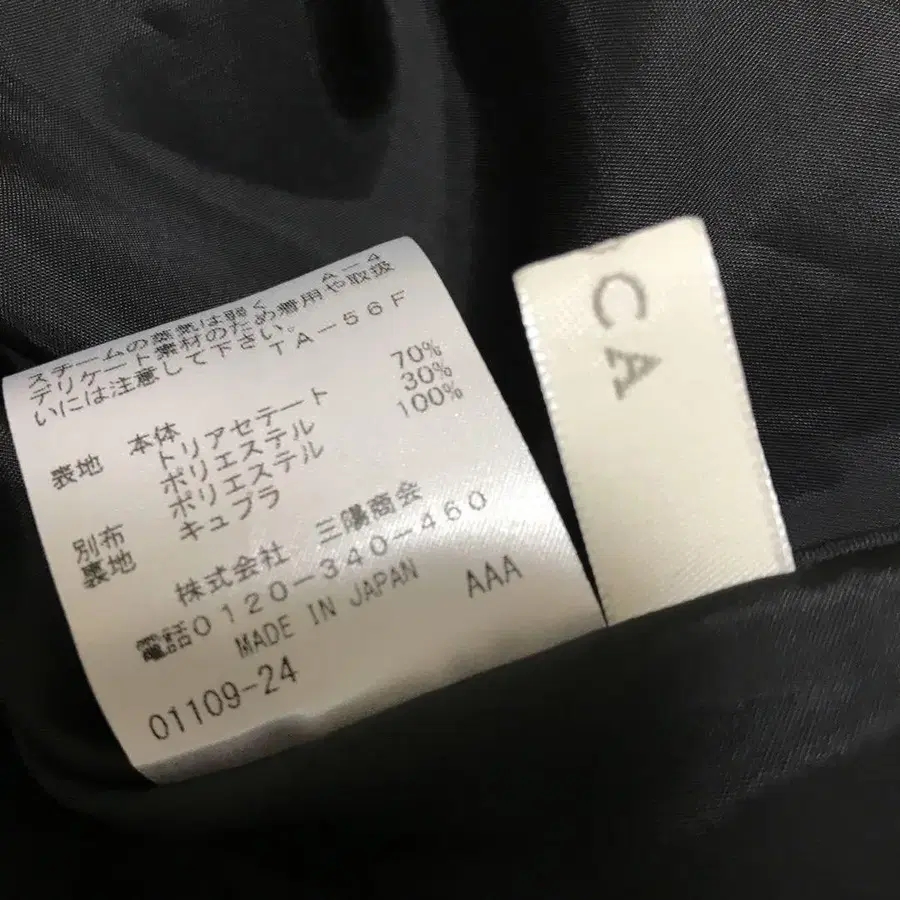 A-4
スチームの蒸気は弱く
デリケート素材のため着用や取扱
いには注意して下さい。
TA-56F
表地 本体
トリアセテート 70%
ポリエステル 30%
別布 ポリエステル 100%
裏地 キュプラ
株式会社 三陽商会
電話0120-340-460
MADE IN JAPAN AAA
01109-24
CA